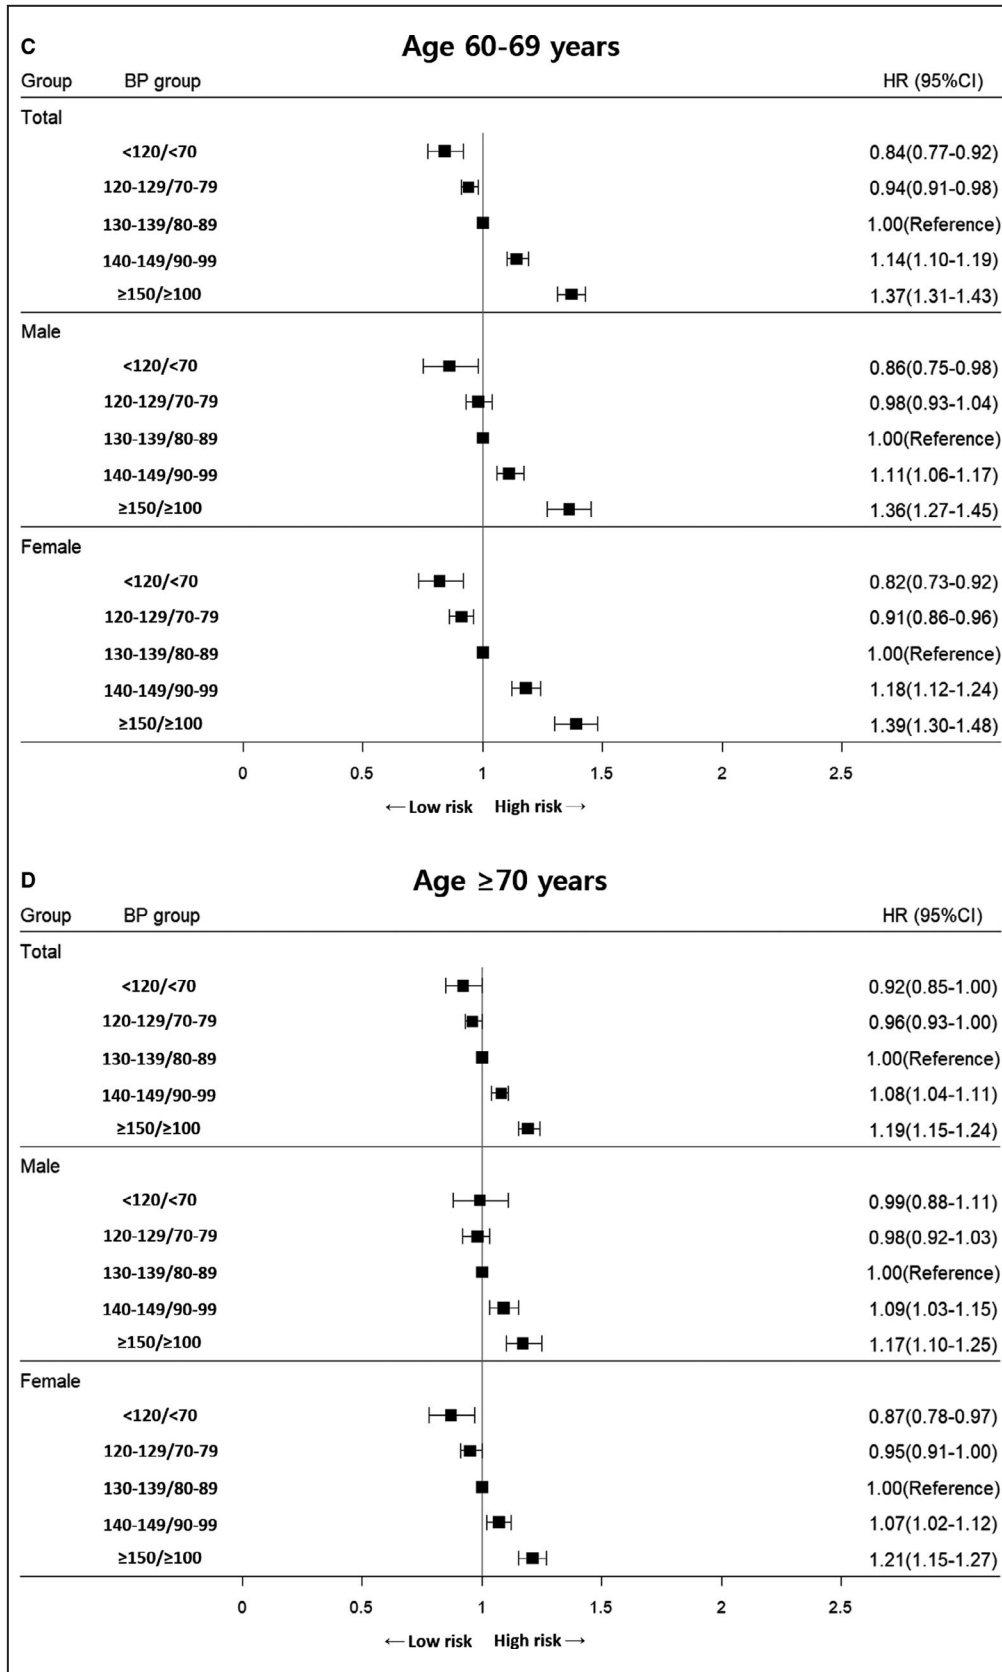 C Age 60-69 years
Group BP group HR (95%CI)
Total
<120/<70 0.84(0.77-0.92)
120-129/70-79 0.94(0.91-0.98)
130-139/80-89 1.00(Reference)
140-149/90-99 1.14(1.10-1.19)
≥150/≥100 1.37(1.31-1.43)
Male
<120/<70 0.86(0.75-0.98)
120-129/70-79 0.98(0.93-1.04)
130-139/80-89 1.00(Reference)
140-149/90-99 1.11(1.06-1.17)
≥150/≥100 1.36(1.27-1.45)
Female
<120/<70 0.82(0.73-0.92)
120-129/70-79 0.91(0.86-0.96)
130-139/80-89 1.00(Reference)
140-149/90-99 1.18(1.12-1.24)
≥150/≥100 1.39(1.30-1.48)
0 0.5 1 1.5 2 2.5
← Low risk High risk →
D Age ≥70 years
Group BP group HR (95%CI)
Total
<120/<70 0.92(0.85-1.00)
120-129/70-79 0.96(0.93-1.00)
130-139/80-89 1.00(Reference)
140-149/90-99 1.08(1.04-1.11)
≥150/≥100 1.19(1.15-1.24)
Male
<120/<70 0.99(0.88-1.11)
120-129/70-79 0.98(0.92-1.03)
130-139/80-89 1.00(Reference)
140-149/90-99 1.09(1.03-1.15)
≥150/≥100 1.17(1.10-1.25)
Female
<120/<70 0.87(0.78-0.97)
120-129/70-79 0.95(0.91-1.00)
130-139/80-89 1.00(Reference)
140-149/90-99 1.07(1.02-1.12)
≥150/≥100 1.21(1.15-1.27)
0 0.5 1 1.5 2 2.5
← Low risk High risk →